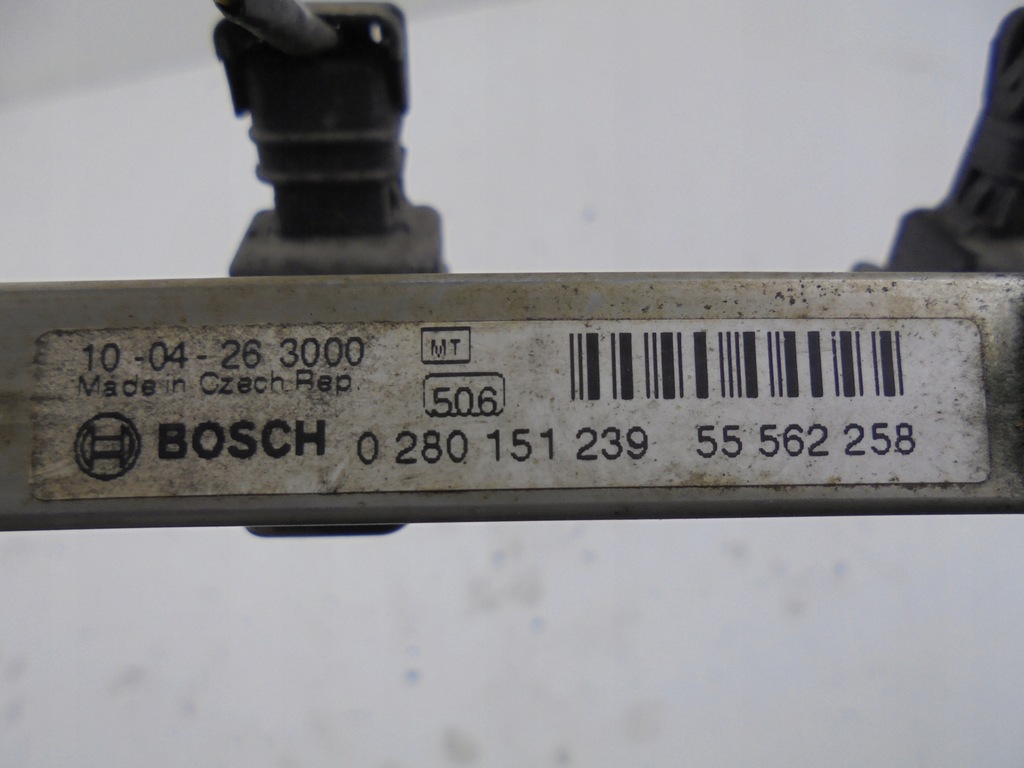 10-04-26 3000 MT
Made in Czech.Rep. 506
BOSCH 0 280 151 239 55 562 258